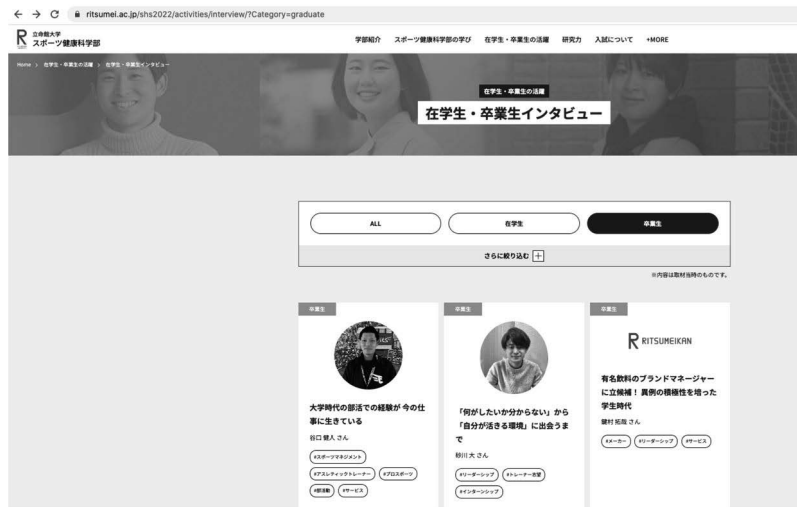 ritsumei.ac.jp/shs2022/activities/interview/?Category=graduate
立命館大学
スポーツ健康科学部
学部紹介 スポーツ健康科学部の学び 在学生・卒業生の活躍 研究力 入試について +MORE
Home > 在学生・卒業生の活躍 > 在学生・卒業生インタビュー
在学生・卒業生の活躍
在学生・卒業生インタビュー
ALL 在学生 卒業生
さらに絞り込む
※内容は取材当時のものです。
卒業生
大学時代の部活での経験が 今の仕
事に生きている
谷口 健人 さん
#スポーツマネジメント
#アスレティックトレーナー #プロスポーツ
#部活動 #サービス
卒業生
「何がしたいか分からない」から
「自分が活きる環境」に出会うま
で
砂川 大 さん
#リーダーシップ #トレーナー志望
#インターンシップ
卒業生
R RITSUMEIKAN
有名飲料のブランドマネージャー
に立候補！ 異例の積極性を培った
学生時代
鍵村 拓哉 さん
#メーカー #リーダーシップ #サービス